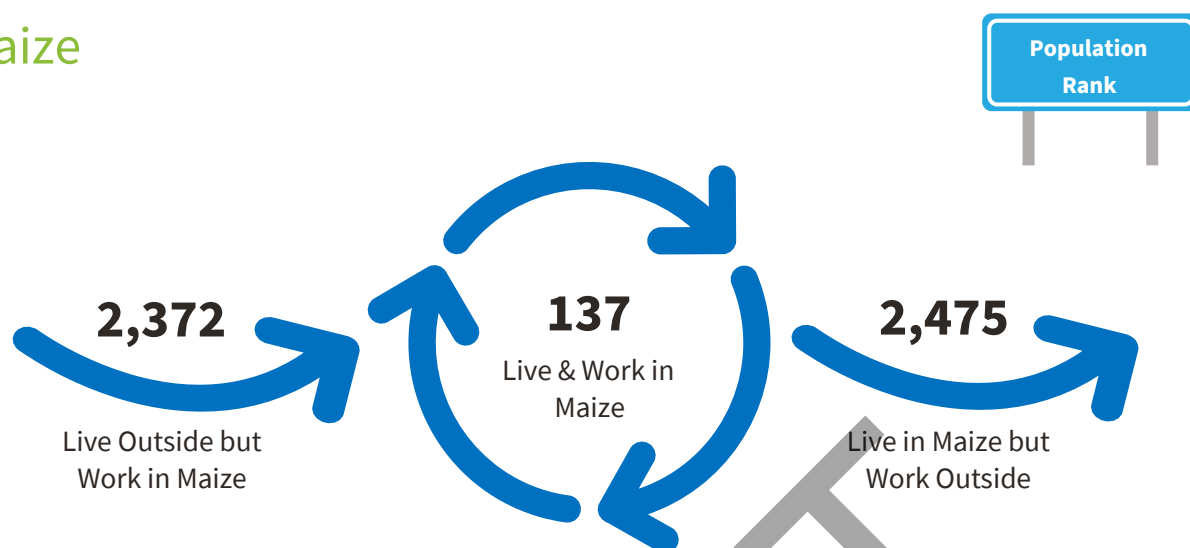 Population
Rank
2,372
Live Outside but
Work in Maize
137
Live & Work in
Maize
2,475
Live in Maize but
Work Outside